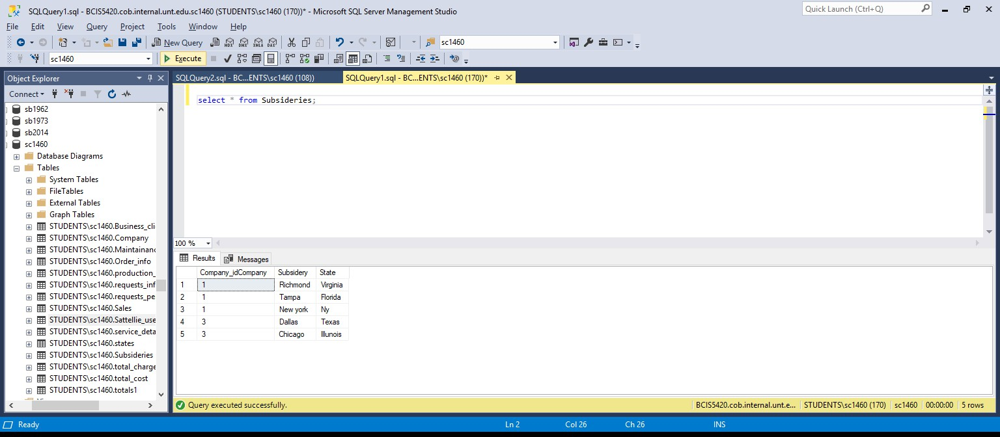 SQLQuery1.sql - BCIS5420.cob.internal.unt.edu.sc1460 (STUDENTS\sc1460 (170))* - Microsoft SQL Server Management Studio
Quick Launch (Ctrl+Q)
File Edit View Query Project Tools Window Help
New Query MDX DMX XMLA DAX sc1460
sc1460 Execute
Object Explorer
SQLQuery2.sql - BC...ENTS\sc1460 (108))
SQLQuery1.sql - BC...ENTS\sc1460 (170))*
Connect
sb1962
sb1973
sb2014
sc1460
Database Diagrams
Tables
System Tables
FileTables
External Tables
Graph Tables
STUDENTS\sc1460.Business_cli
STUDENTS\sc1460.Company
STUDENTS\sc1460.Maintainanc
STUDENTS\sc1460.Order_info
STUDENTS\sc1460.production_
STUDENTS\sc1460.requests_inf
STUDENTS\sc1460.requests_pe
STUDENTS\sc1460.Sales
STUDENTS\sc1460.Sattellie_use
STUDENTS\sc1460.service_deta
STUDENTS\sc1460.states
STUDENTS\sc1460.Subsideries
STUDENTS\sc1460.total_charge
STUDENTS\sc1460.total_cost
STUDENTS\sc1460.totals1
select * from Subsideries;
100 %
Results Messages
Company_idCompany Subsidery State
1 1 Richmond Virginia
2 1 Tampa Florida
3 1 New york Ny
4 3 Dallas Texas
5 3 Chicago Illunois
Query executed successfully.
BCIS5420.cob.internal.unt.e... STUDENTS\sc1460 (170) sc1460 00:00:00 5 rows
Ready Ln 2 Col 26 Ch 26 INS